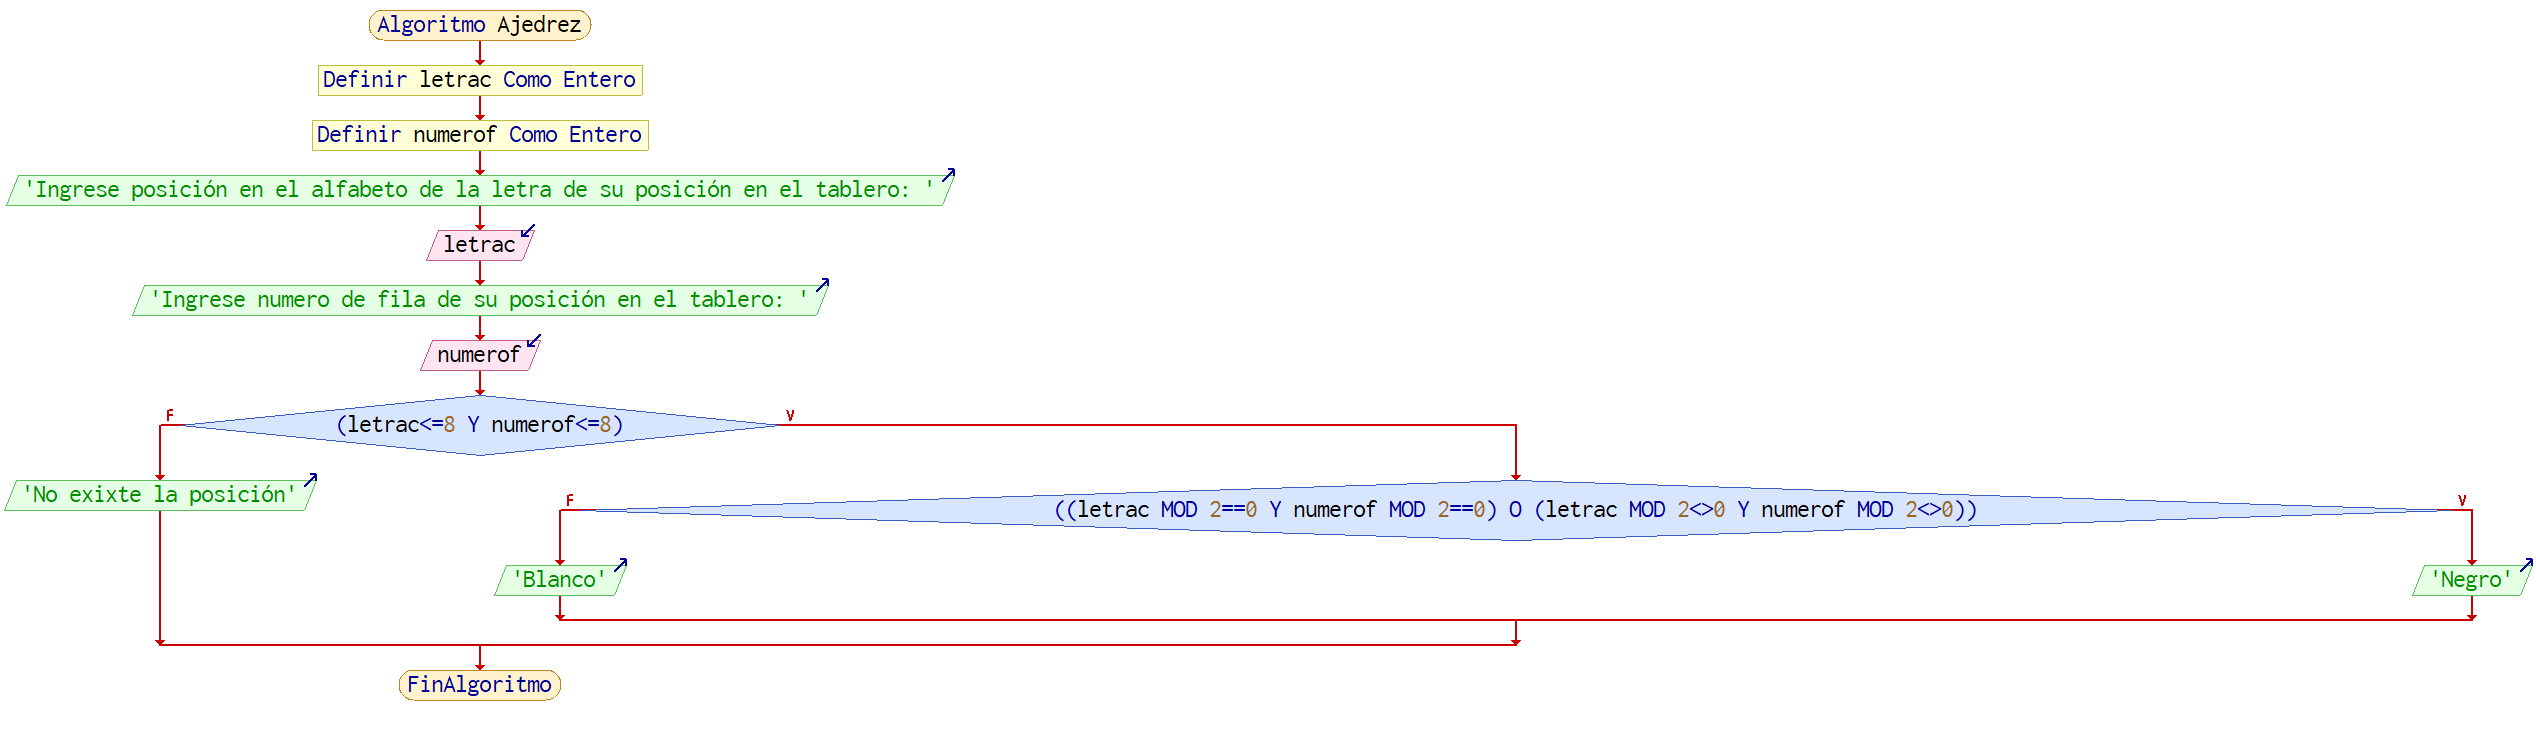 Algoritmo Ajedrez
Definir letrac Como Entero
Definir numerof Como Entero
'Ingrese posición en el alfabeto de la letra de su posición en el tablero: '
letrac
'Ingrese numero de fila de su posición en el tablero: '
numerof
F
(letrac<=8 Y numerof<=8)
V
'No exixte la posición'
F
((letrac MOD 2==0 Y numerof MOD 2==0) O (letrac MOD 2<>0 Y numerof MOD 2<>0))
V
'Blanco'
'Negro'
FinAlgoritmo